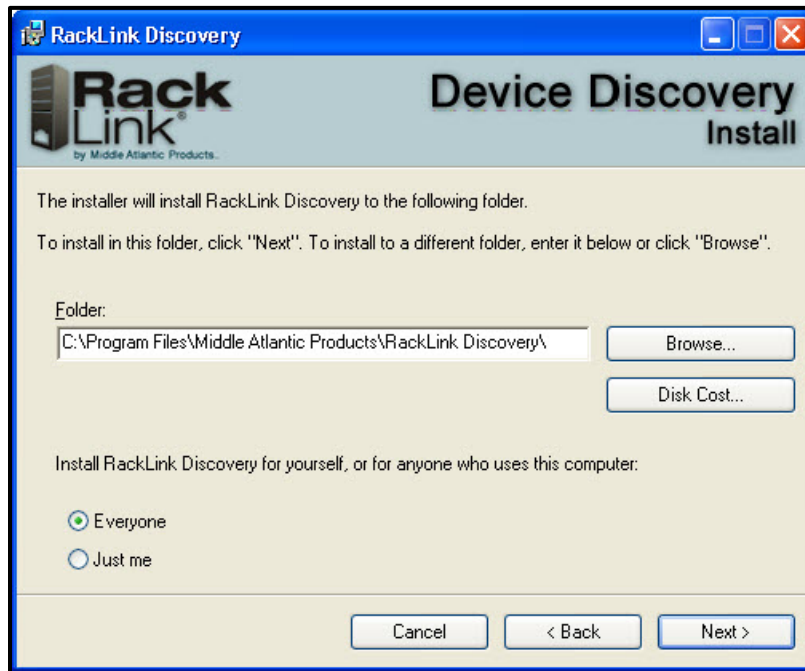 RackLink Discovery
Rack
Link®
by Middle Atlantic Products.
Device Discovery
Install
The installer will install RackLink Discovery to the following folder.
To install in this folder, click "Next". To install to a different folder, enter it below or click "Browse".
Folder:
C:\Program Files\Middle Atlantic Products\RackLink Discovery\
Browse...
Disk Cost...
Install RackLink Discovery for yourself, or for anyone who uses this computer:
Everyone
Just me
Cancel
< Back
Next >